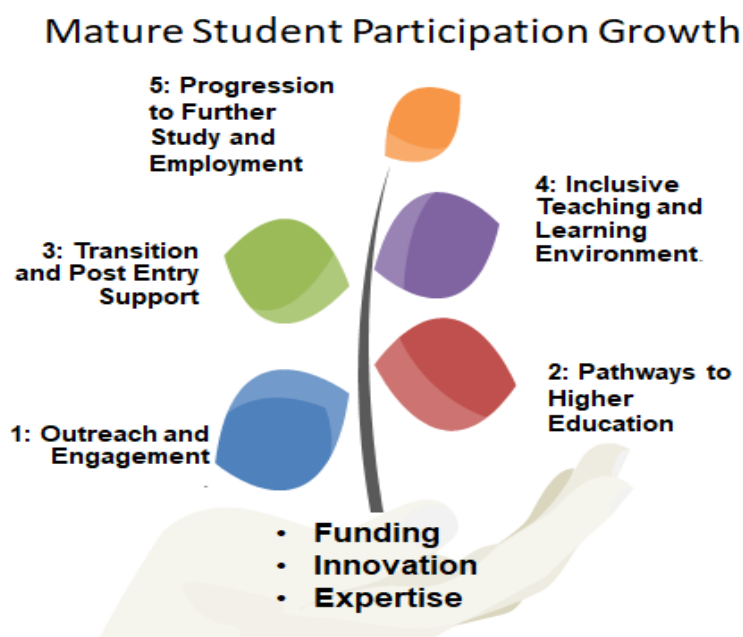 Mature Student Participation Growth
5: Progression
to Further
Study and
Employment
4: Inclusive
Teaching and
Learning
Environment.
3: Transition
and Post Entry
Support
2: Pathways to
Higher
Education
1: Outreach and
Engagement
.
• Funding
• Innovation
• Expertise